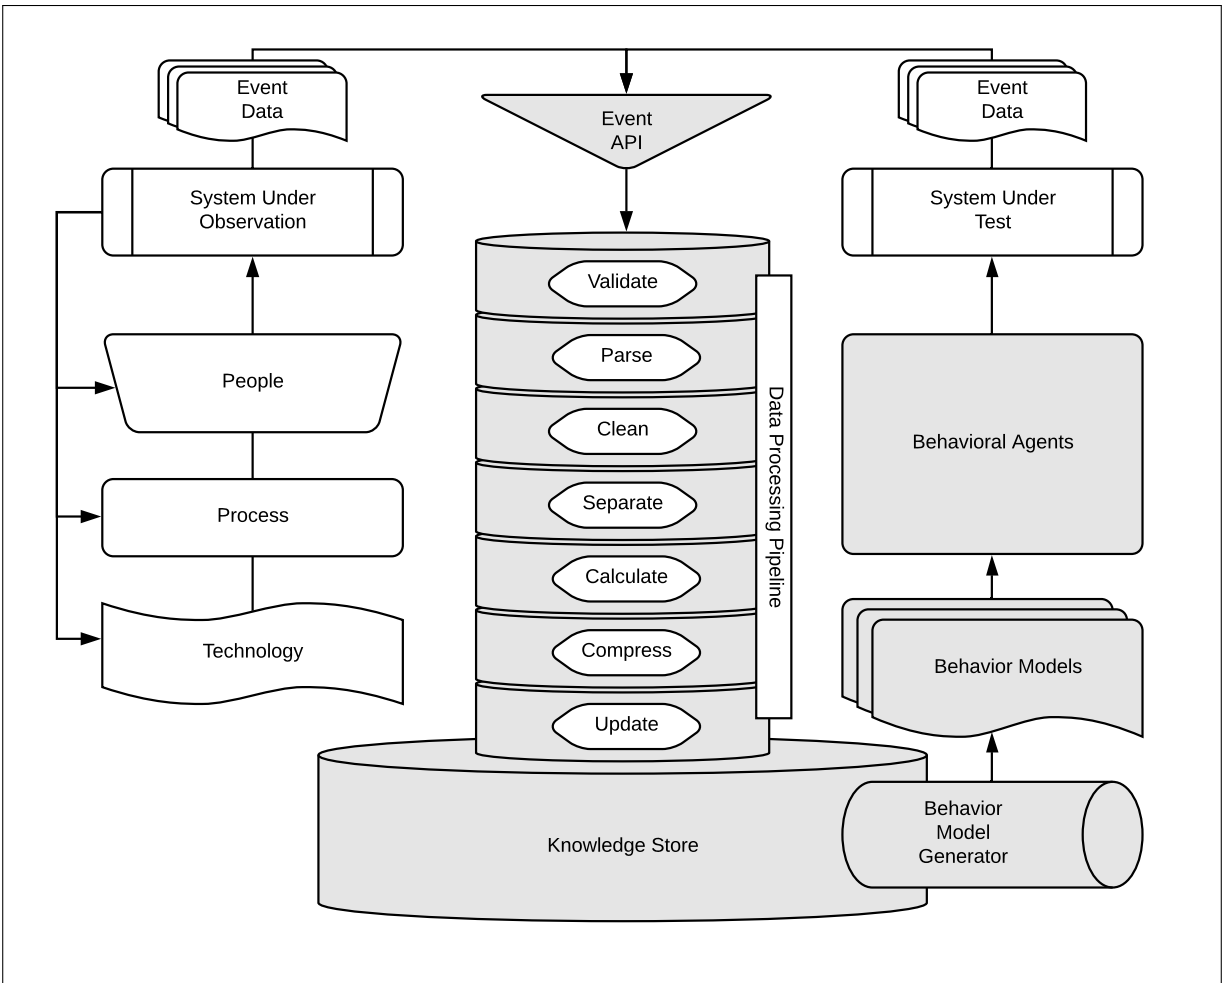 Event
Data
Event
API
Event
Data
System Under
Observation
System Under
Test
Validate
Parse
People
Clean
Behavioral Agents
Data Processing Pipeline
Separate
Process
Calculate
Technology
Compress
Behavior Models
Update
Knowledge Store
Behavior
Model
Generator